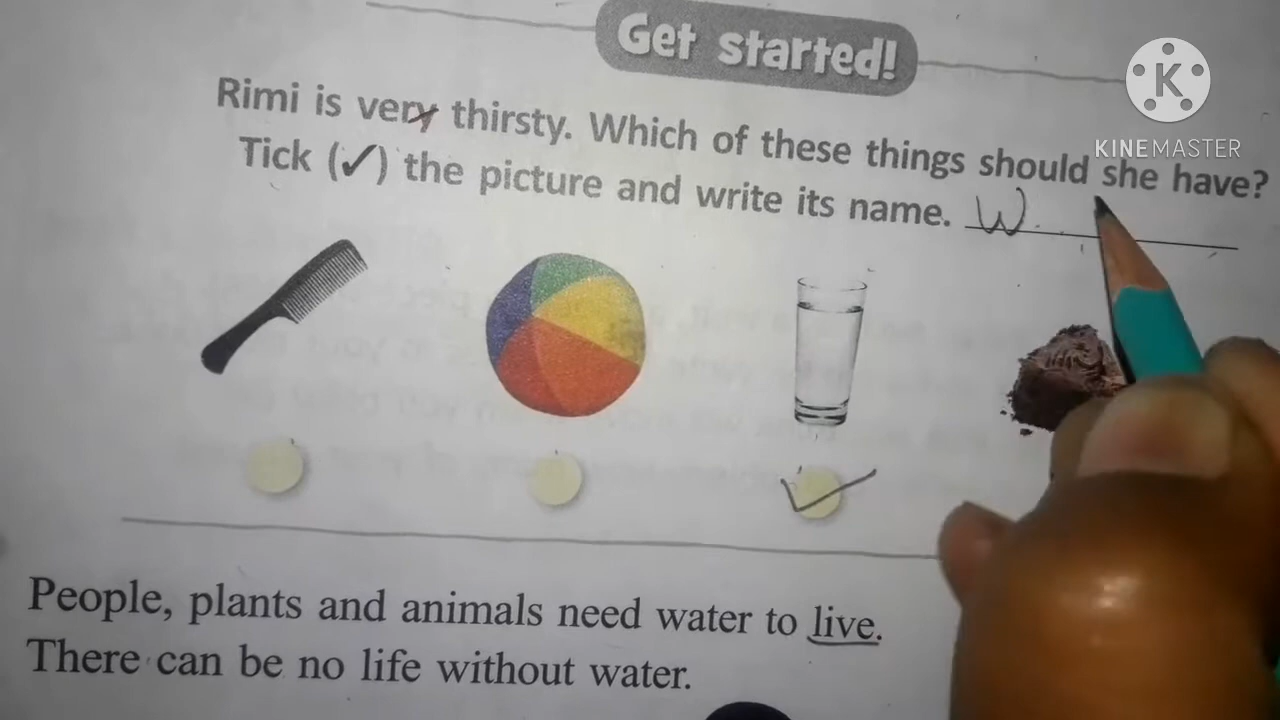 Get started!
KINEMASTER
Rimi is very thirsty. Which of these things should she have?
Tick (✓) the picture and write its name. W
People, plants and animals need water to live.
There can be no life without water.